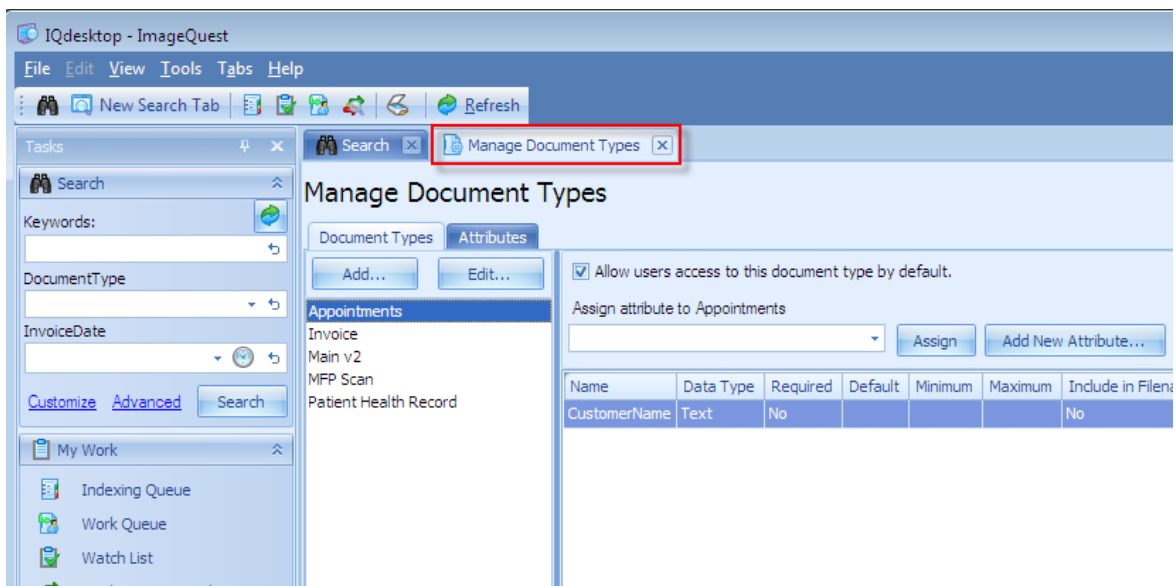 IQdesktop - ImageQuest
File Edit View Tools Tabs Help
New Search Tab Refresh
Tasks
Search
Keywords:
DocumentType
InvoiceDate
Customize Advanced Search
My Work
Indexing Queue
Work Queue
Watch List
Search Manage Document Types
Manage Document Types
Document Types Attributes
Add... Edit...
Appointments
Invoice
Main v2
MFP Scan
Patient Health Record
Allow users access to this document type by default.
Assign attribute to Appointments
Assign Add New Attribute...
Name Data Type Required Default Minimum Maximum Include in Filena
CustomerName Text No No